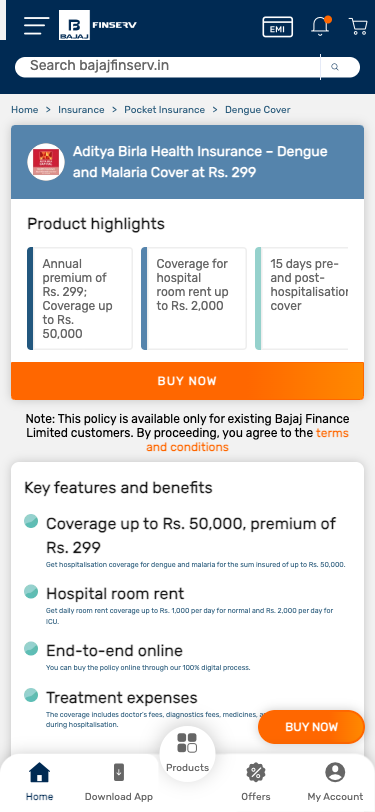 B
BAJAJ
FINSERV
EMI
Search bajajfinserv.in
Home > Insurance > Pocket Insurance > Dengue Cover
Aditya Birla Health Insurance – Dengue
and Malaria Cover at Rs. 299
Product highlights
Annual
premium of
Rs. 299;
Coverage up
to Rs.
50,000
Coverage for
hospital
room rent up
to Rs. 2,000
15 days pre-
and post-
hospitalisation
cover
BUY NOW
Note: This policy is available only for existing Bajaj Finance
Limited customers. By proceeding, you agree to the terms
and conditions
Key features and benefits
Coverage up to Rs. 50,000, premium of
Rs. 299
Get hospitalisation coverage for dengue and malaria for the sum insured of up to Rs. 50,000.
Hospital room rent
Get daily room rent coverage up to Rs. 1,000 per day for normal and Rs. 2,000 per day for
ICU.
End-to-end online
You can buy the policy online through our 100% digital process.
Treatment expenses
The coverage includes doctor's fees, diagnostics fees, medicines,
during hospitalisation.
BUY NOW
Home
Download App
Products
Offers
My Account